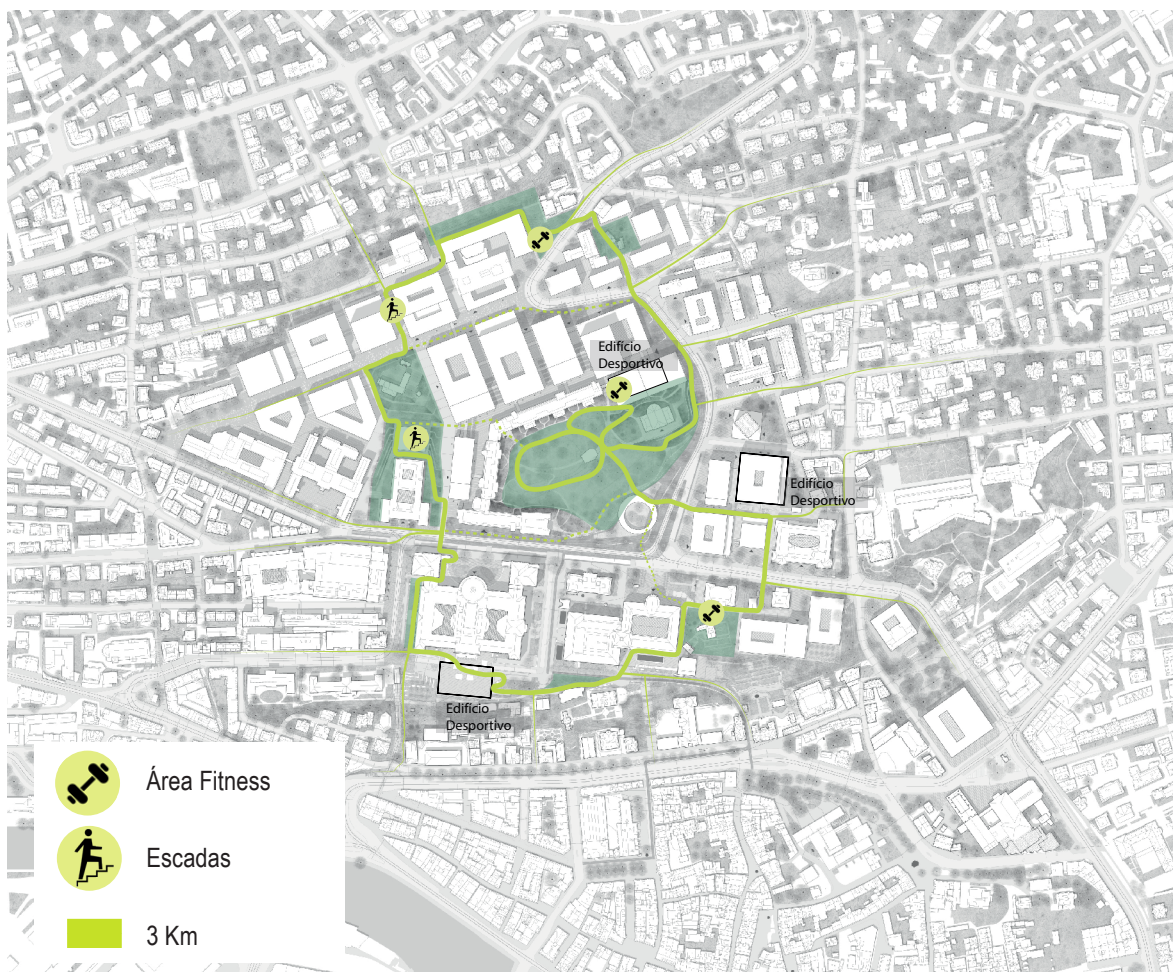 Edifício
Desportivo
Edifício
Desportivo
Edifício
Desportivo
Área Fitness
Escadas
3 Km